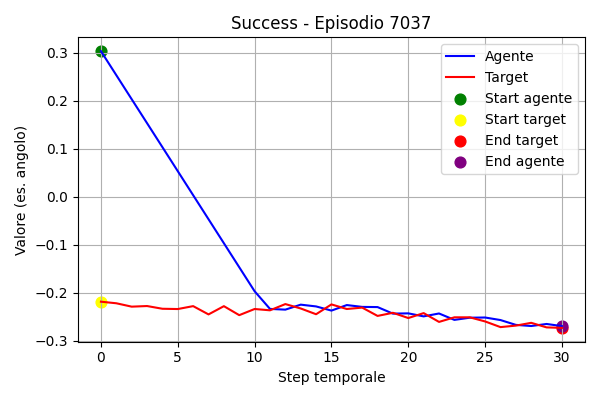 Success - Episodio 7037
Valore (es. angolo)
0.3
0.2
0.1
0.0
−0.1
−0.2
−0.3
Agente
Target
Start agente
Start target
End target
End agente
0 5 10 15 20 25 30
Step temporale